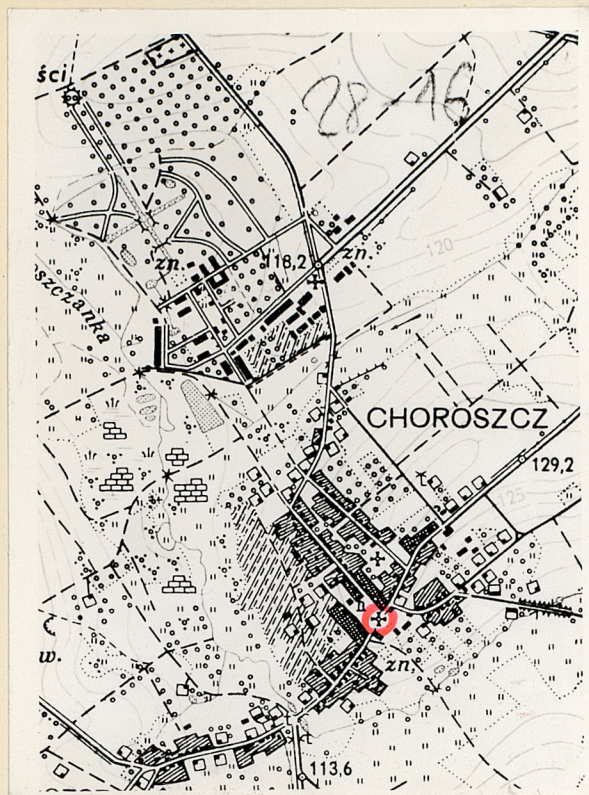 ści
28-16
120
zn.
118,2
zn.
szczanka
CHOROSZCZ
129,2
125
w.
zn.
113,6